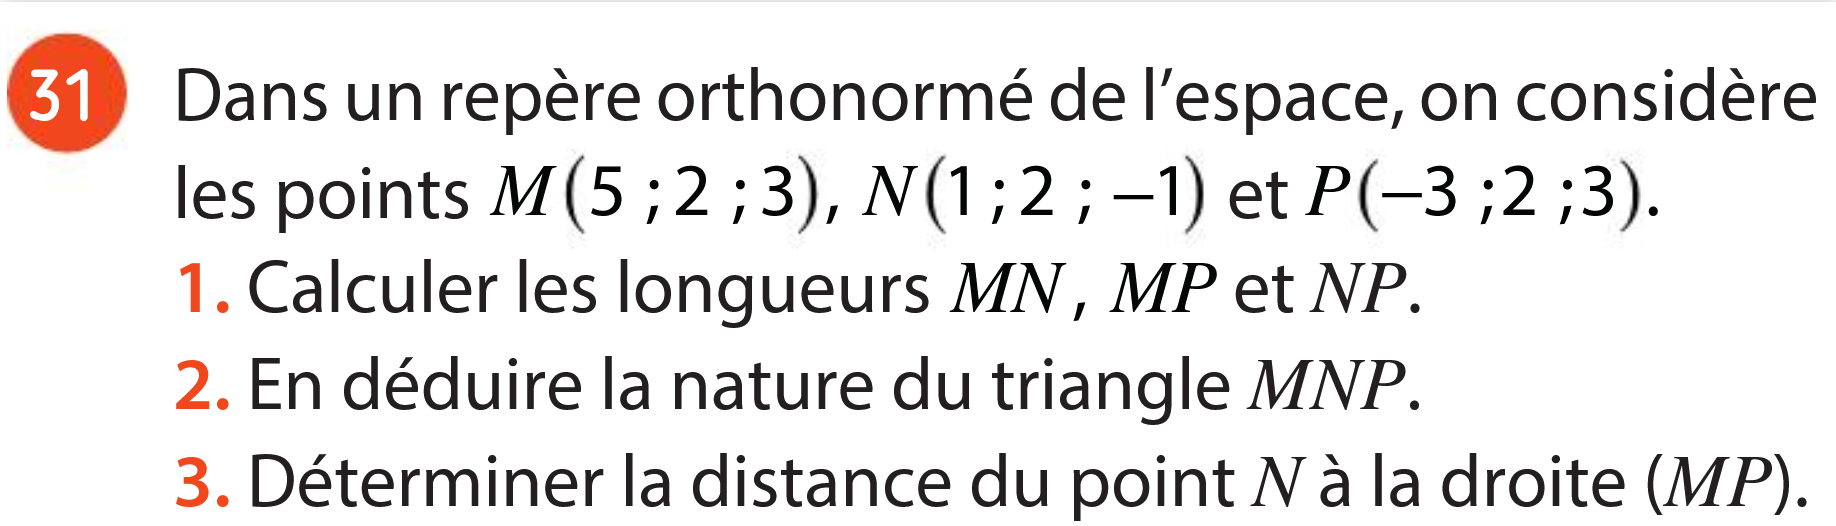 31 Dans un repère orthonormé de l’espace, on considère
les points M(5 ; 2 ; 3), N(1 ; 2 ; −1) et P(−3 ; 2 ; 3).
1. Calculer les longueurs MN, MP et NP.
2. En déduire la nature du triangle MNP.
3. Déterminer la distance du point N à la droite (MP).